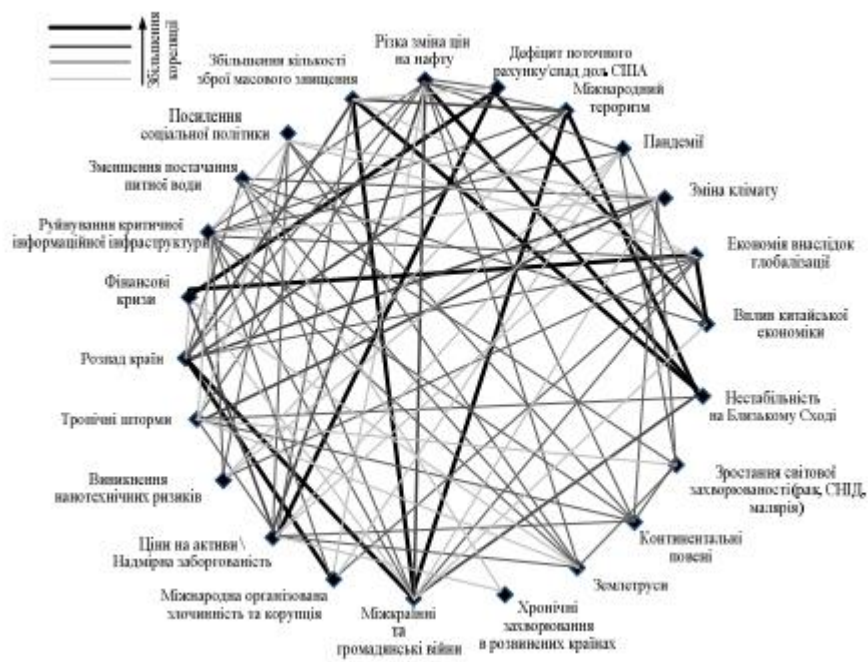 Збільшення
кореляції
Збільшення кількості
зброї масового знищення
Різка зміна цін
на нафту
Дефіцит поточного
рахунку\спад дол. США
Міжнародний
тероризм
Пандемії
Зміна клімату
Економія внаслідок
глобалізації
Вплив китайської
економіки
Нестабільність
на Близькому Сході
Зростання світової
захворюваності(рак, СНІД,
малярія)
Континентальні
повені
Землетруси
Хронічні
захворювання
в розвинених країнах
Міжкраїнні
та
громадянські війни
Міжнародна організована
злочинність та корупція
Ціни на активи\
Надмірна заборгованість
Виникнення
нанотехнічних ризиків
Тропічні шторми
Розпад країн
Фінансові
кризи
Руйнування критичної
інформаційної інфраструктури
Зменшення постачання
питної води
Посилення
соціальної політики